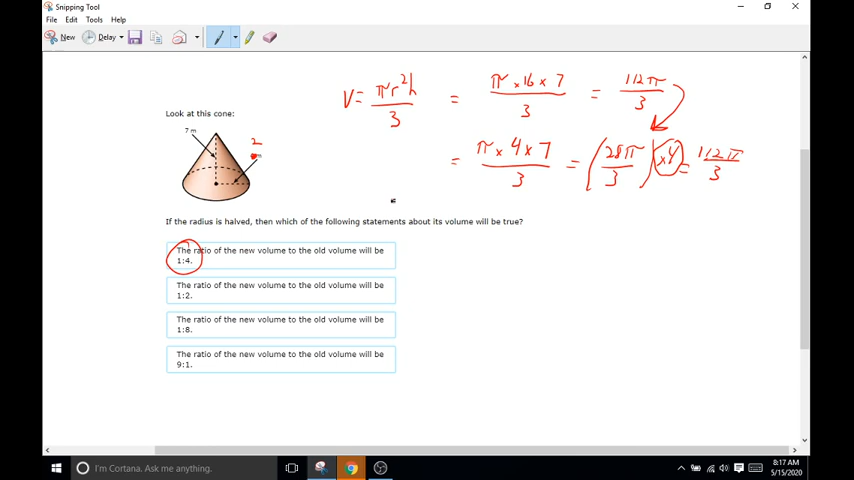 Snipping Tool
File Edit Tools Help
New Delay
V = πr²h / 3 = π × 16 × 7 / 3 = 112π / 3
Look at this cone:
7 m
2
= π × 4 × 7 / 3 = (28π / 3) ×4 = 112π / 3
If the radius is halved, then which of the following statements about its volume will be true?
The ratio of the new volume to the old volume will be
1:4.
The ratio of the new volume to the old volume will be
1:2.
The ratio of the new volume to the old volume will be
1:8.
The ratio of the new volume to the old volume will be
9:1.
I'm Cortana. Ask me anything.
8:17 AM
5/15/2020